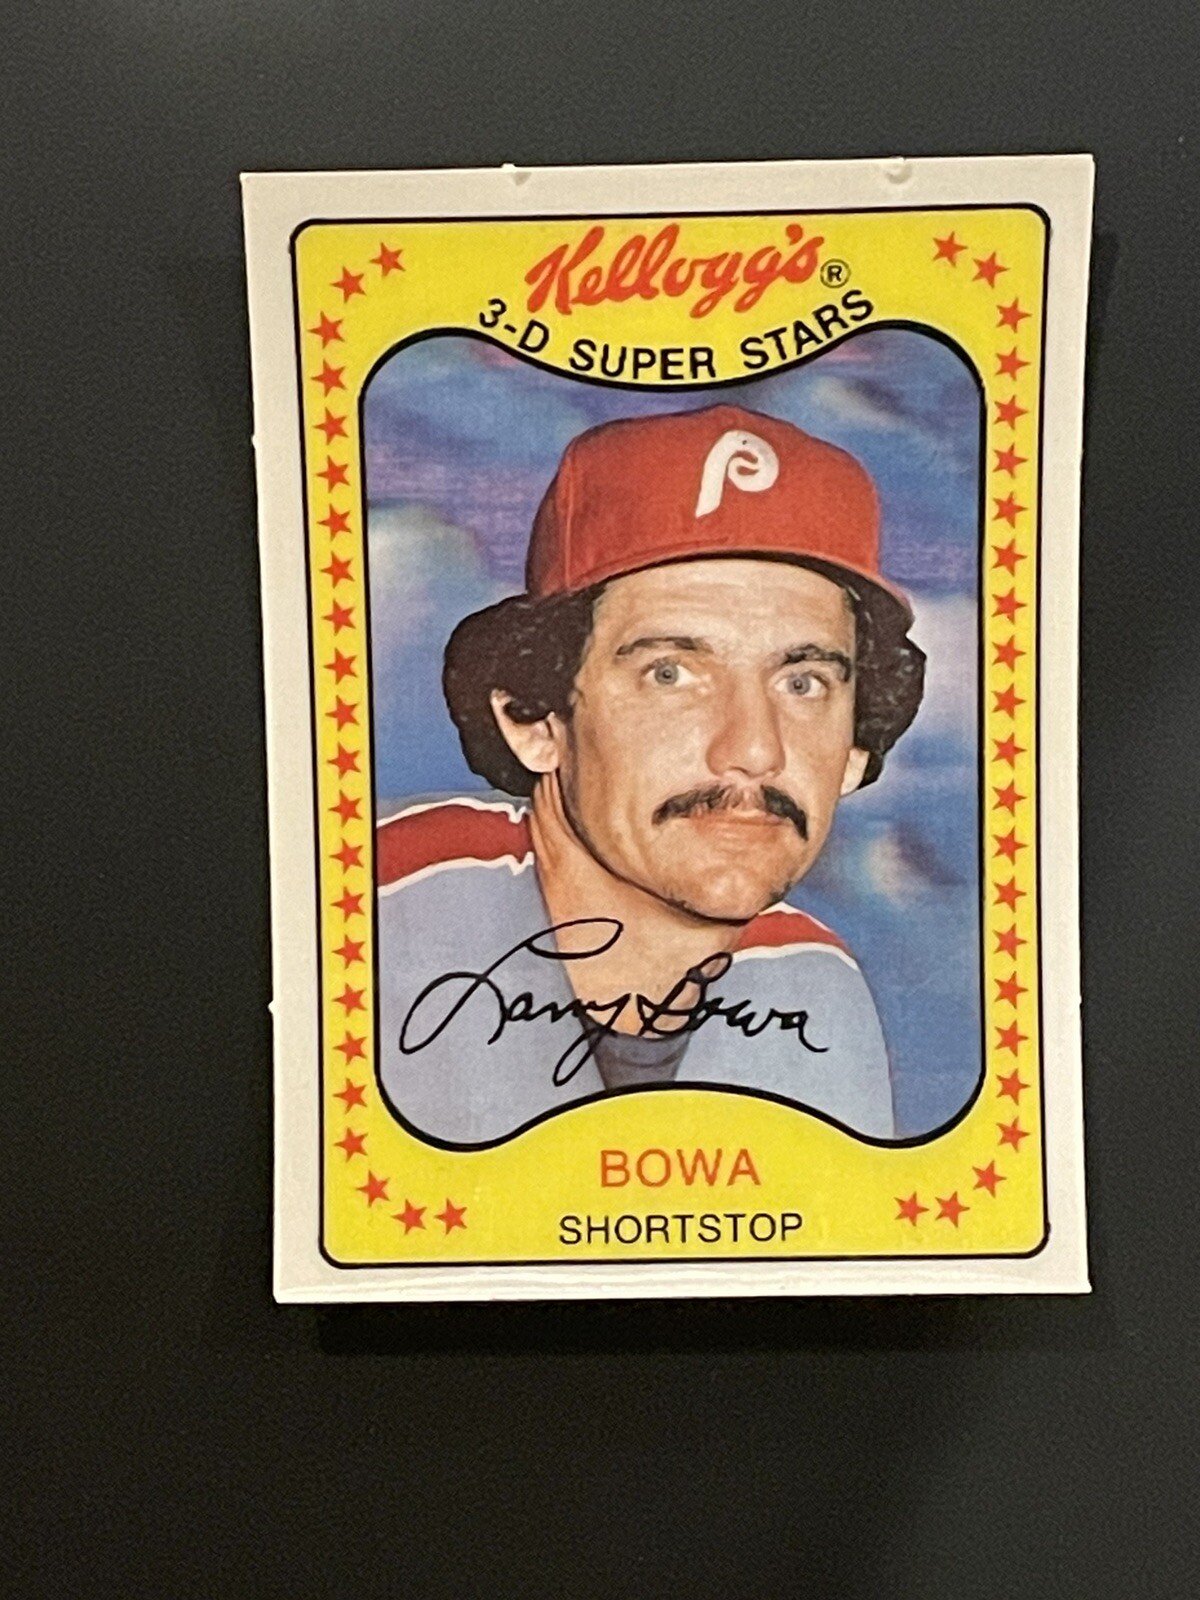 Kellogg's®
3-D SUPER STARS
P
Larry Bowa
BOWA
SHORTSTOP